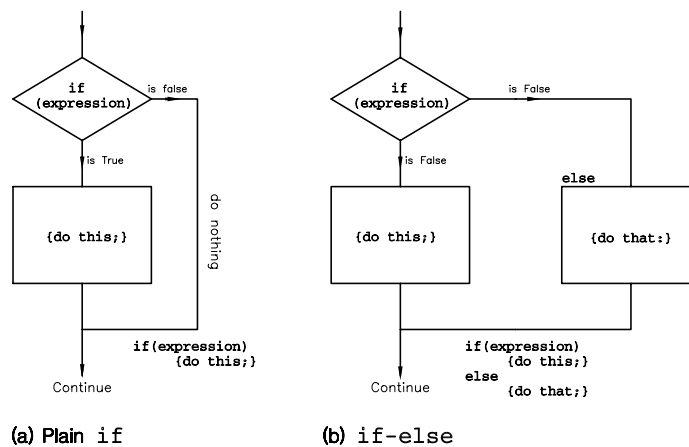 if
(expression)
is false
is True
{do this;}
do nothing
if(expression)
{do this;}
Continue
(a) Plain if
if
(expression)
is False
is False
else
{do this;}
{do that:}
if(expression)
{do this;}
else
{do that;}
Continue
(b) if-else